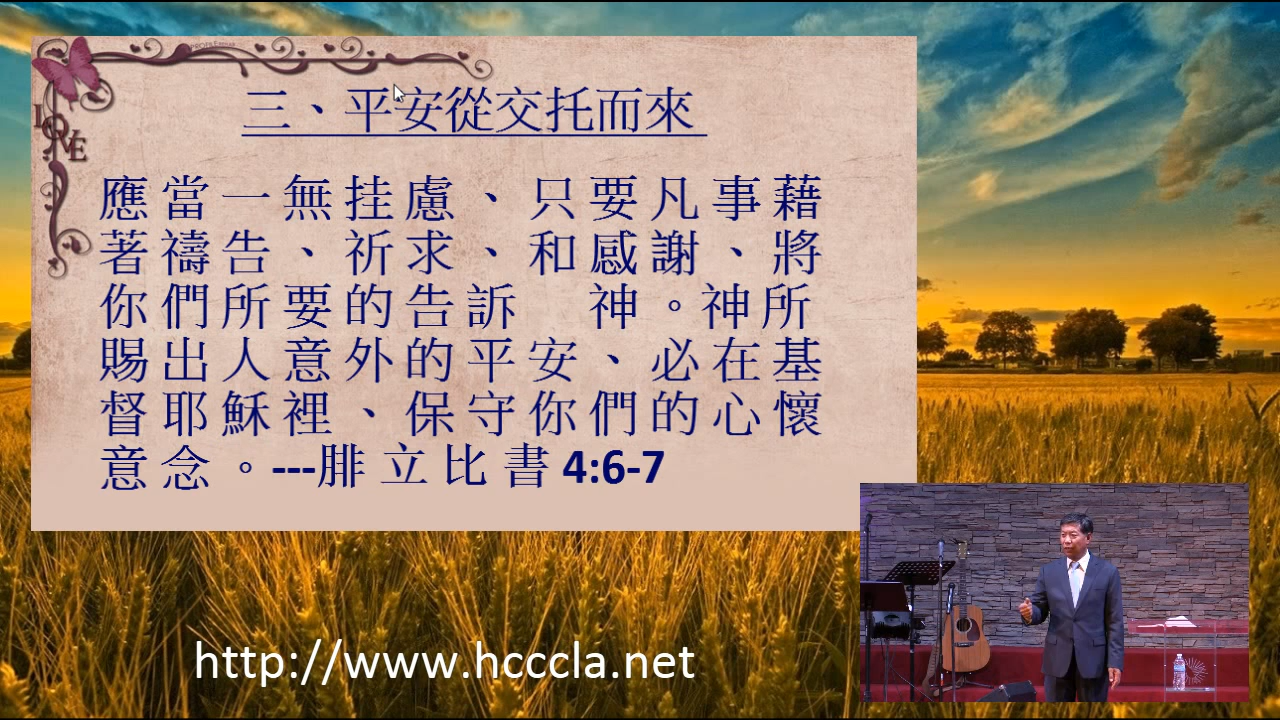 LOVE
三、平安從交托而來
應當一無挂慮、只要凡事藉
著禱告、祈求、和感謝、將
你們所要的告訴　神。神所
賜出人意外的平安、必在基
督耶穌裡、保守你們的心懷
意念。---腓立比書4:6-7
http://www.hcccla.net